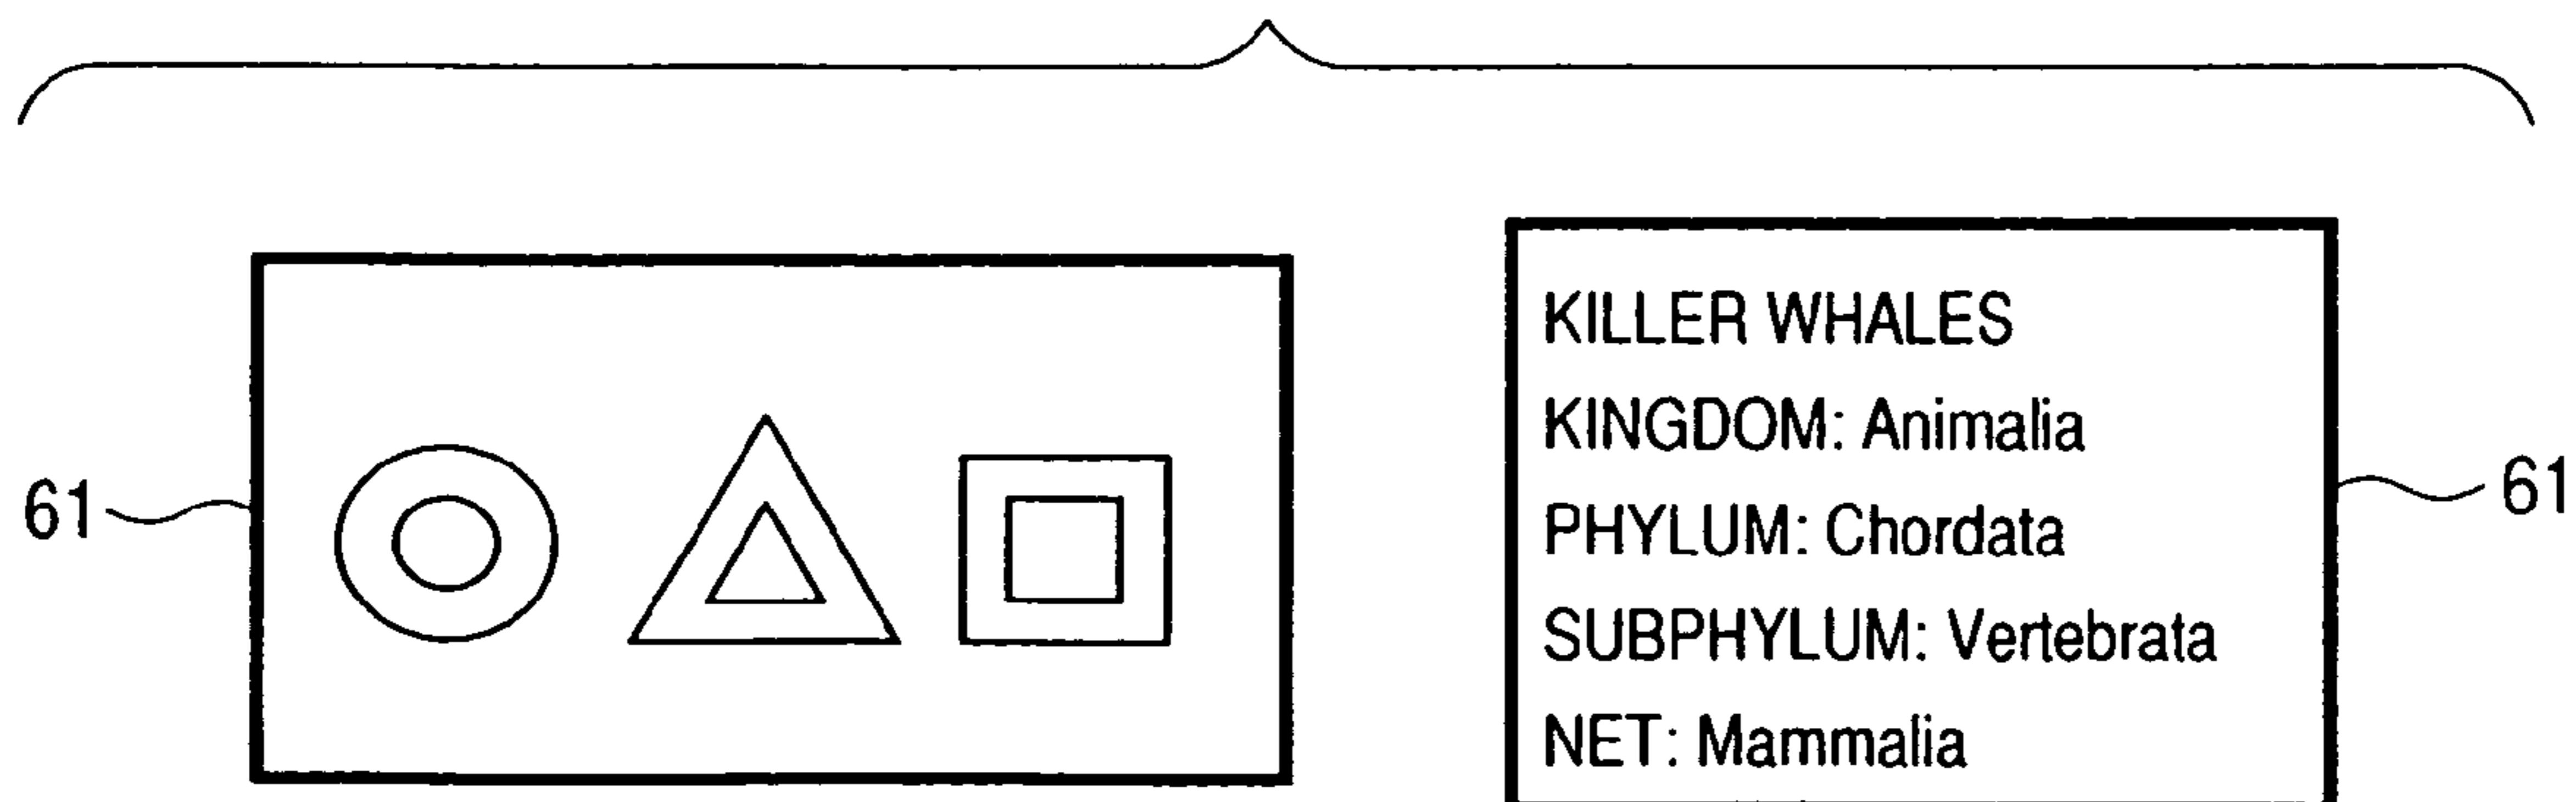 61
KILLER WHALES
KINGDOM: Animalia
PHYLUM: Chordata
SUBPHYLUM: Vertebrata
NET: Mammalia
61